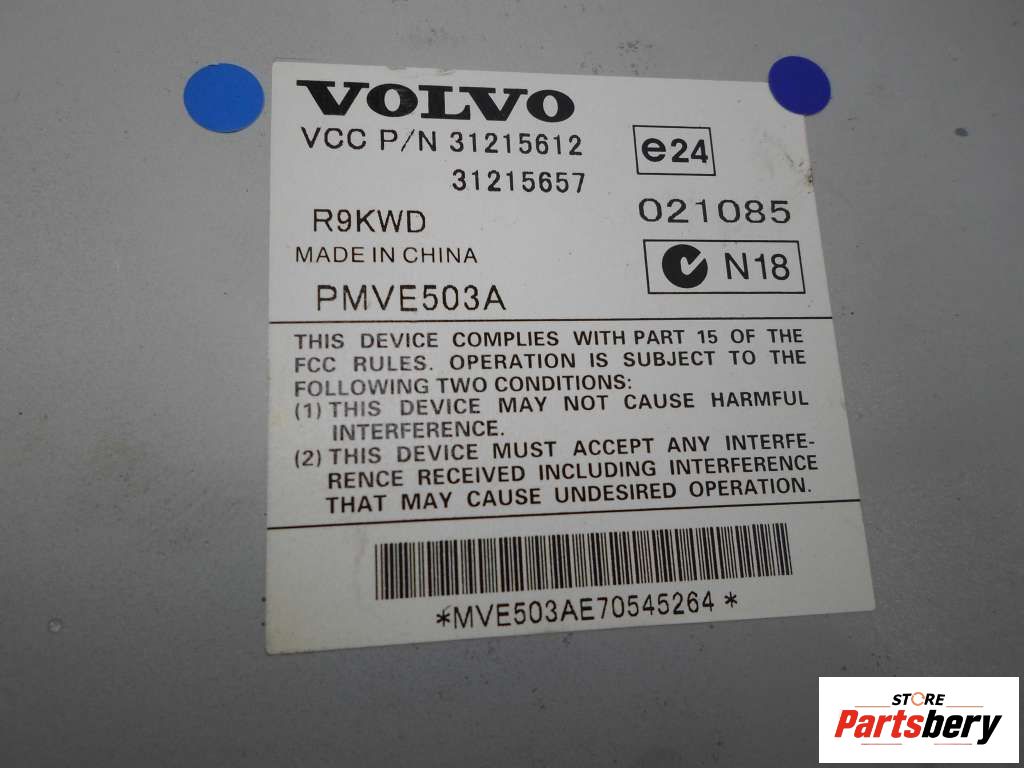 VOLVO
VCC P/N 31215612
31215657
e24
R9KWD
021085
MADE IN CHINA
N18
PMVE503A
THIS DEVICE COMPLIES WITH PART 15 OF THE
FCC RULES. OPERATION IS SUBJECT TO THE
FOLLOWING TWO CONDITIONS:
(1) THIS DEVICE MAY NOT CAUSE HARMFUL
INTERFERENCE.
(2) THIS DEVICE MUST ACCEPT ANY INTERFE-
RENCE RECEIVED INCLUDING INTERFERENCE
THAT MAY CAUSE UNDESIRED OPERATION.
*MVE503AE70545264*
STORE
Partsbery